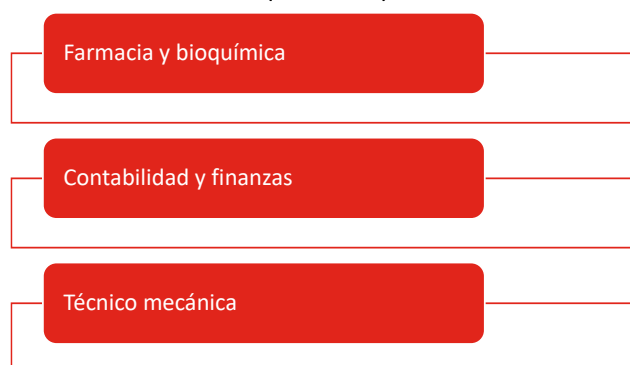 Farmacia y bioquímica
Contabilidad y finanzas
Técnico mecánica